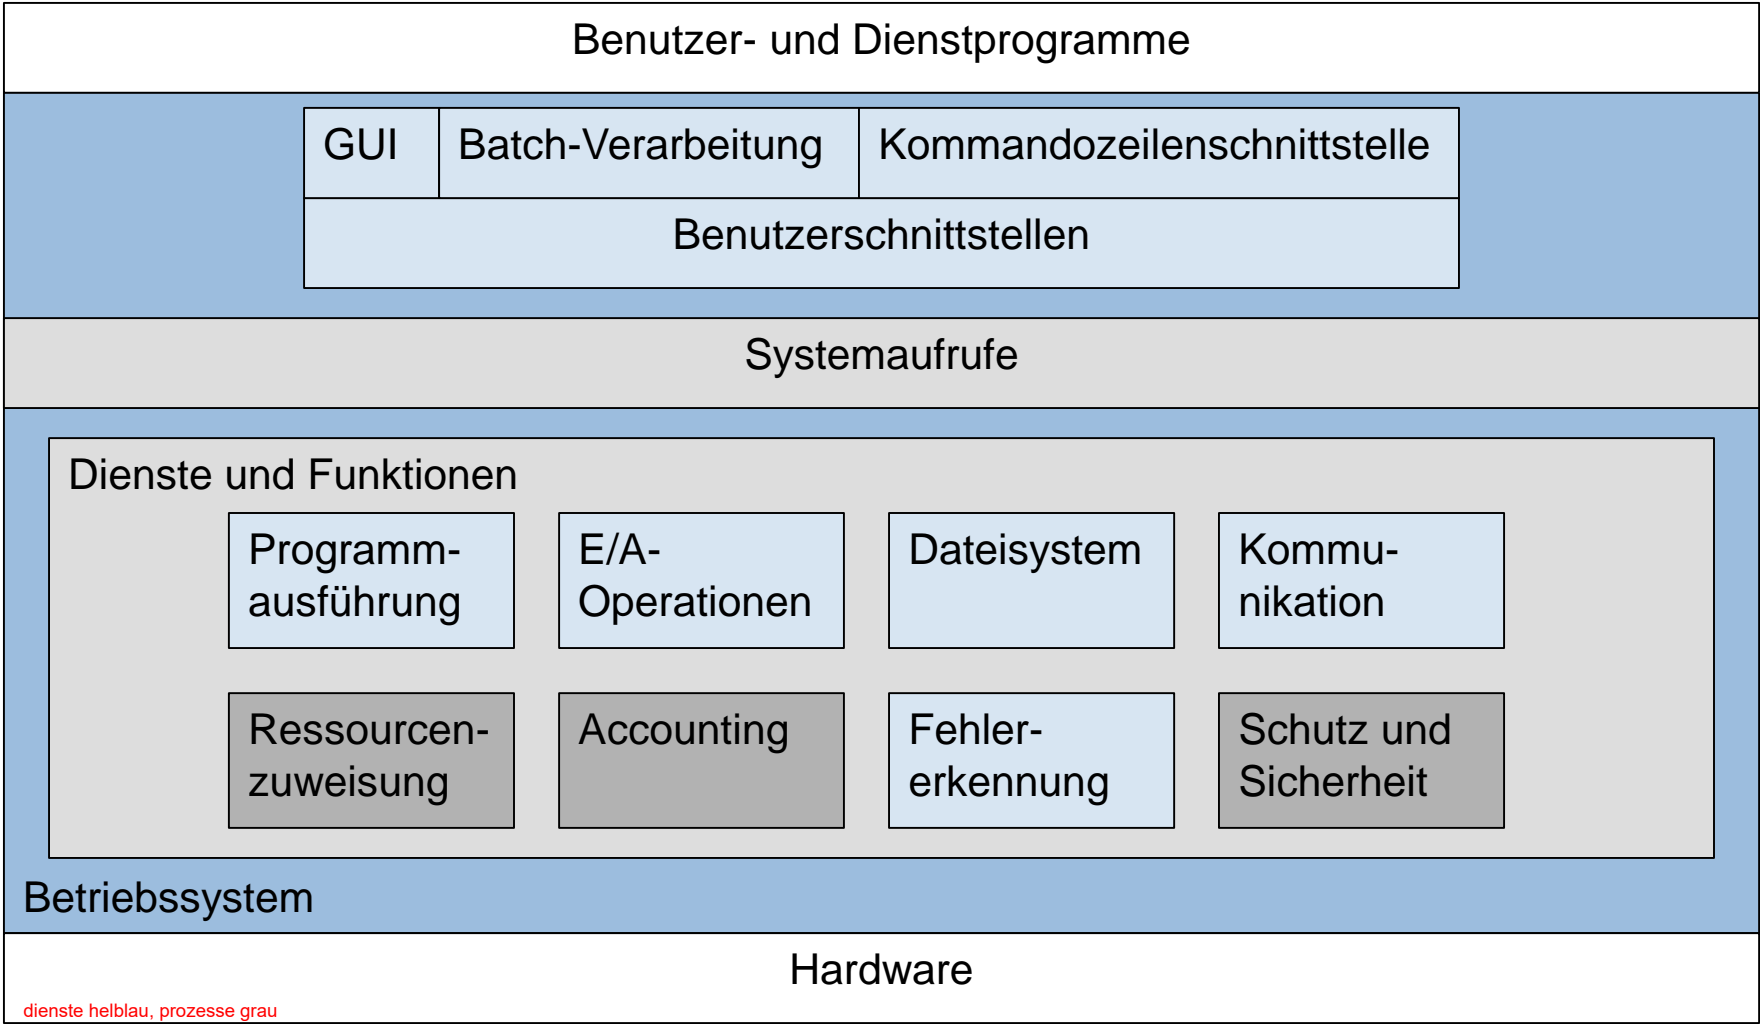 Benutzer- und Dienstprogramme
GUI
Batch-Verarbeitung
Kommandozeilenschnittstelle
Benutzerschnittstellen
Systemaufrufe
Dienste und Funktionen
Programm-
ausführung
E/A-
Operationen
Dateisystem
Kommu-
nikation
Ressourcen-
zuweisung
Accounting
Fehler-
erkennung
Schutz und
Sicherheit
Betriebssystem
Hardware
dienste helblau, prozesse grau